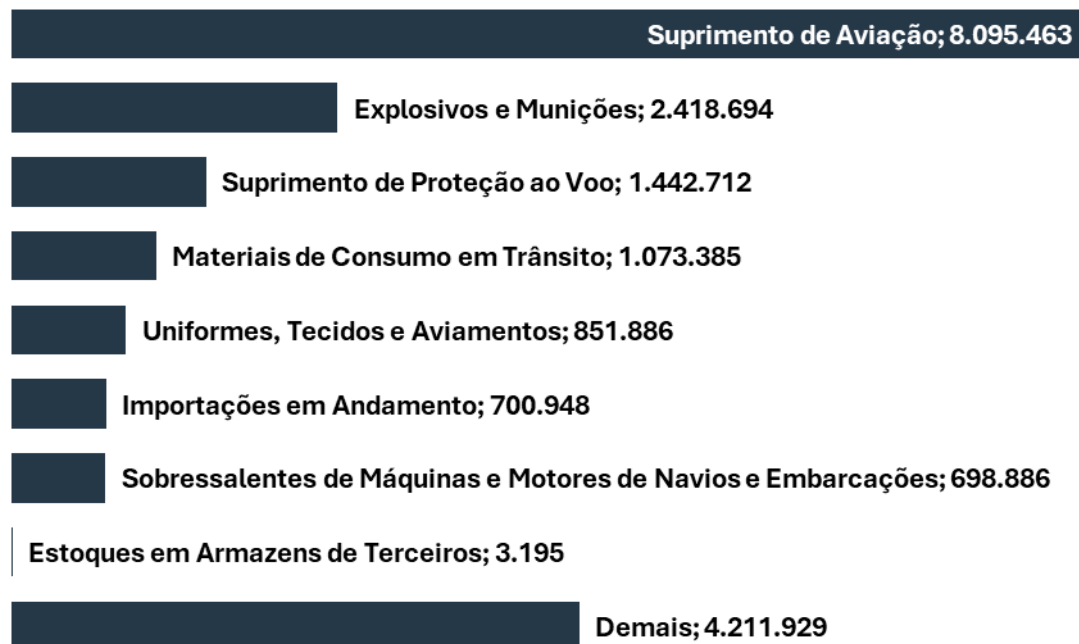 Suprimento de Aviação; 8.095.463
Explosivos e Munições; 2.418.694
Suprimento de Proteção ao Voo; 1.442.712
Materiais de Consumo em Trânsito; 1.073.385
Uniformes, Tecidos e Aviamentos; 851.886
Importações em Andamento; 700.948
Sobressalentes de Máquinas e Motores de Navios e Embarcações; 698.886
Estoques em Armazens de Terceiros; 3.195
Demais; 4.211.929